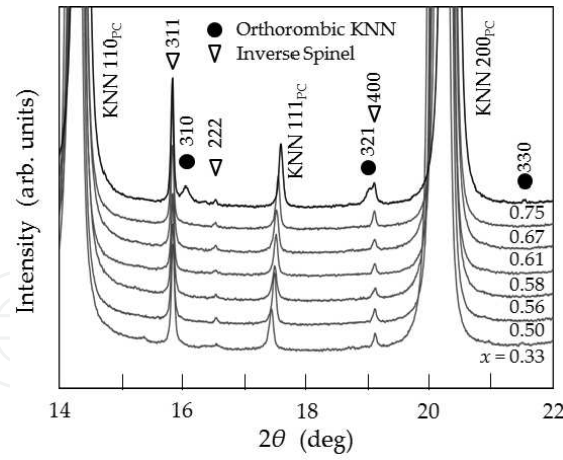 ● Orthorombic KNN
▽ Inverse Spinel
KNN 110PC
▽ 311
310
222
KNN 111PC
321
▽400
KNN 200PC
330
0.75
0.67
0.61
0.58
0.56
0.50
x = 0.33
Intensity (arb. units)
14 16 18 20 22
2θ (deg)